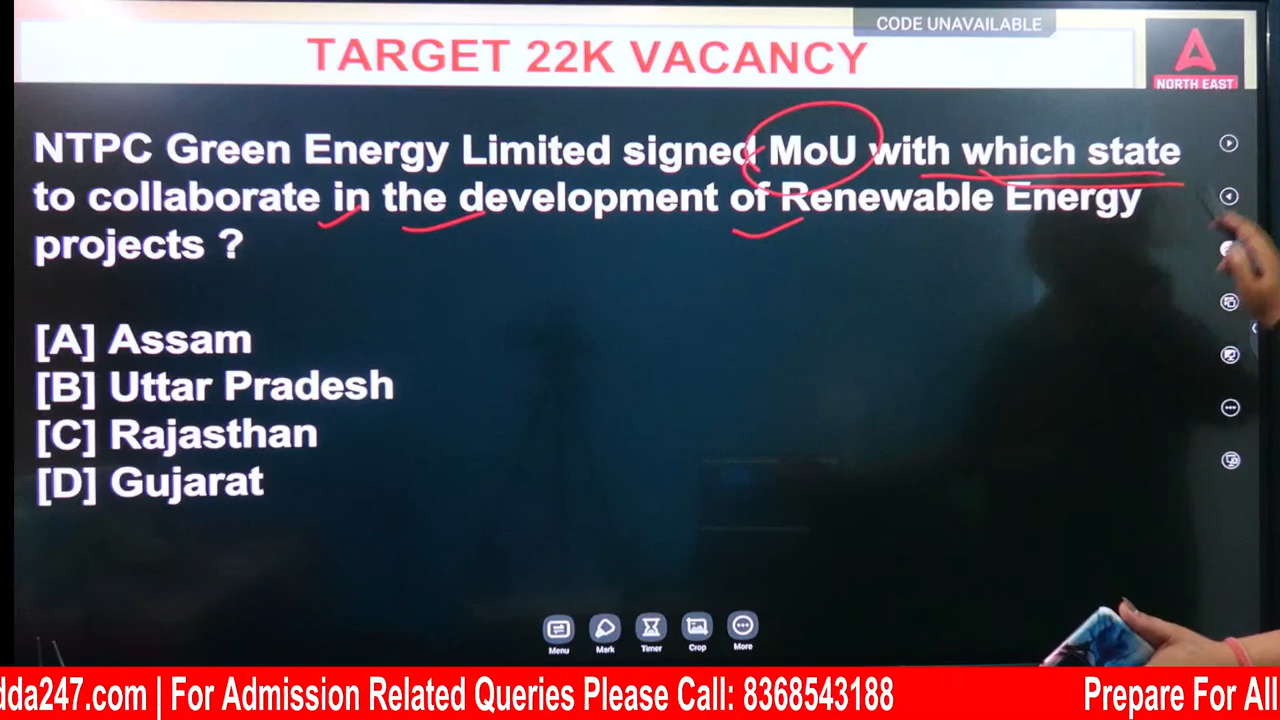 CODE UNAVAILABLE
TARGET 22K VACANCY
NORTH EAST
NTPC Green Energy Limited signed MoU with which state
to collaborate in the development of Renewable Energy
projects ?
[A] Assam
[B] Uttar Pradesh
[C] Rajasthan
[D] Gujarat
Menu Mark Timer Crop More
dda247.com | For Admission Related Queries Please Call: 8368543188 Prepare For All